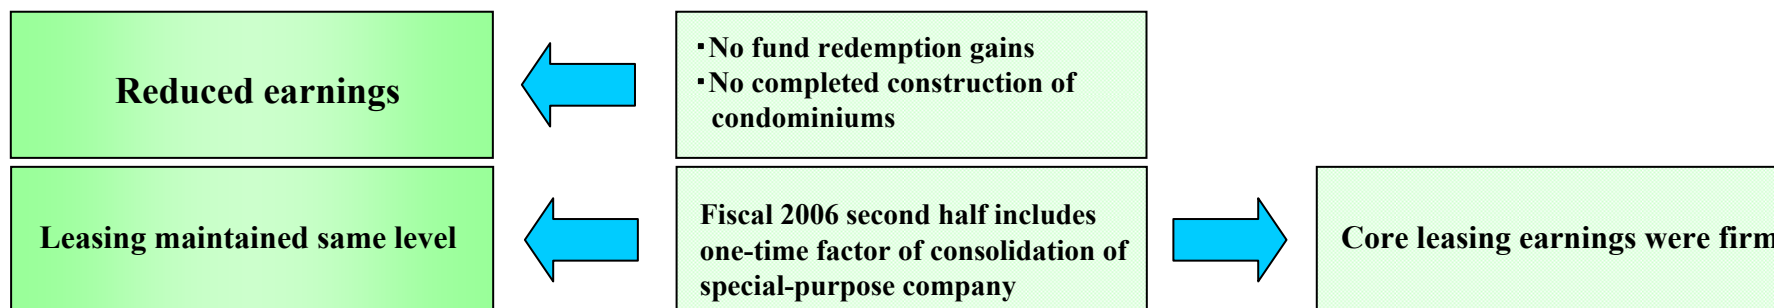 Reduced earnings
・No fund redemption gains
・No completed construction of
condominiums
Leasing maintained same level
Fiscal 2006 second half includes
one-time factor of consolidation of
special-purpose company
Core leasing earnings were firm